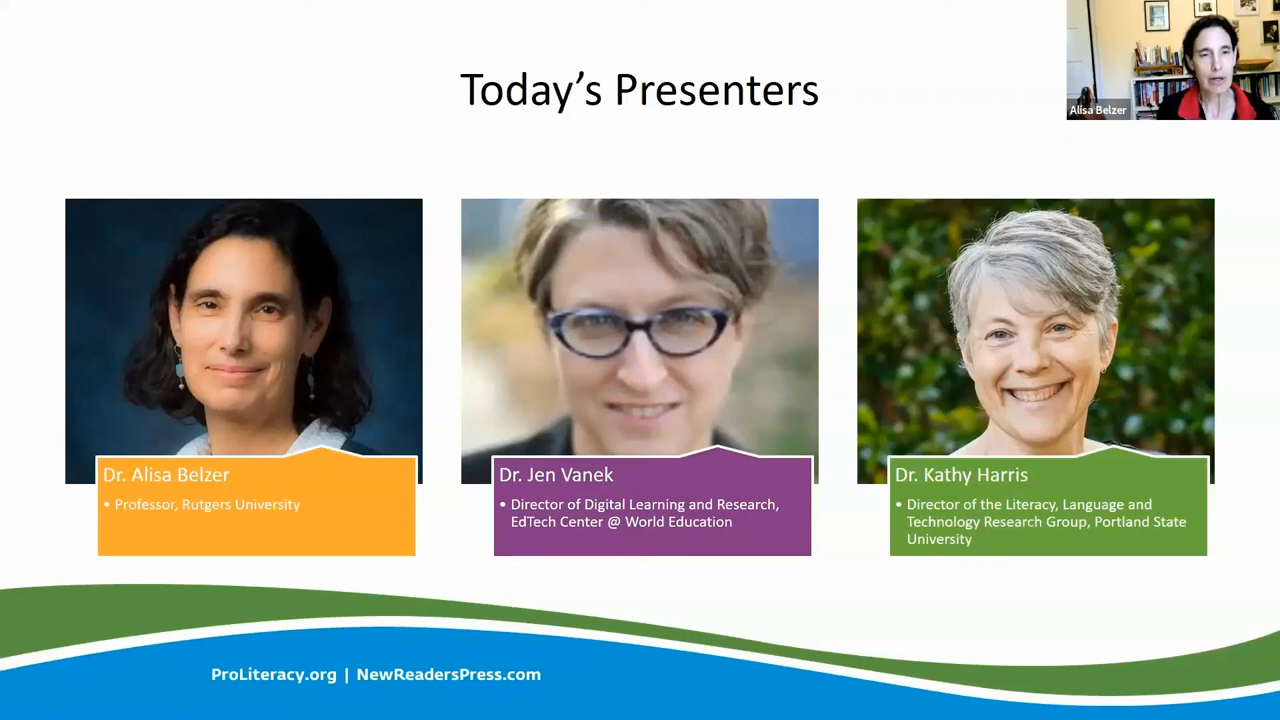 Today's Presenters
Alisa Belzer
Dr. Alisa Belzer
• Professor, Rutgers University
Dr. Jen Vanek
• Director of Digital Learning and Research,
EdTech Center @ World Education
Dr. Kathy Harris
• Director of the Literacy, Language and
Technology Research Group, Portland State
University
ProLiteracy.org | NewReadersPress.com